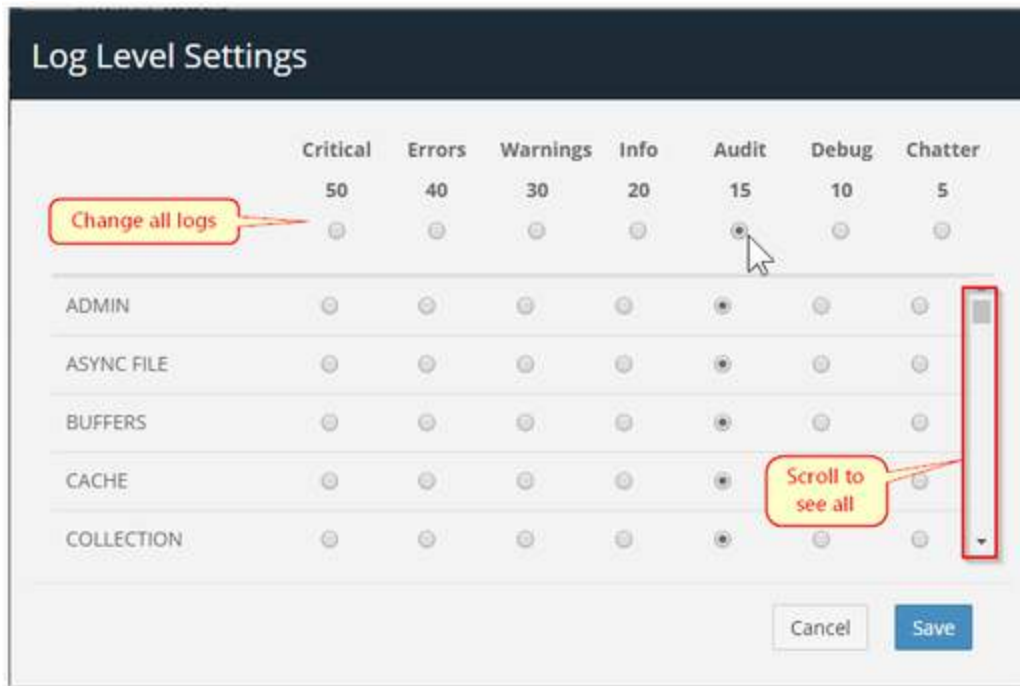 Log Level Settings
Critical Errors Warnings Info Audit Debug Chatter
50 40 30 20 15 10 5
Change all logs
ADMIN
ASYNC FILE
BUFFERS
CACHE
Scroll to
see all
COLLECTION
Cancel Save